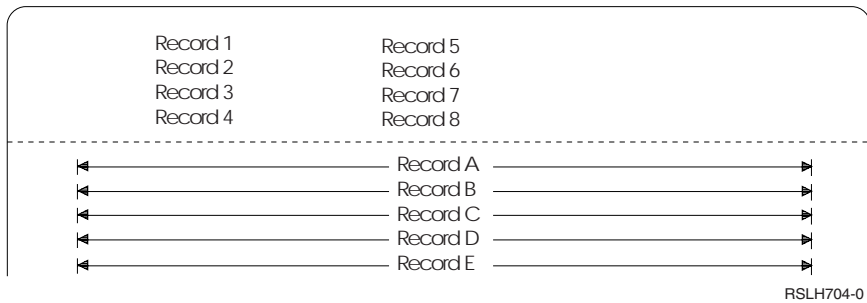 Record 1
Record 2
Record 3
Record 4
Record 5
Record 6
Record 7
Record 8
Record A
Record B
Record C
Record D
Record E
RSLH704-0